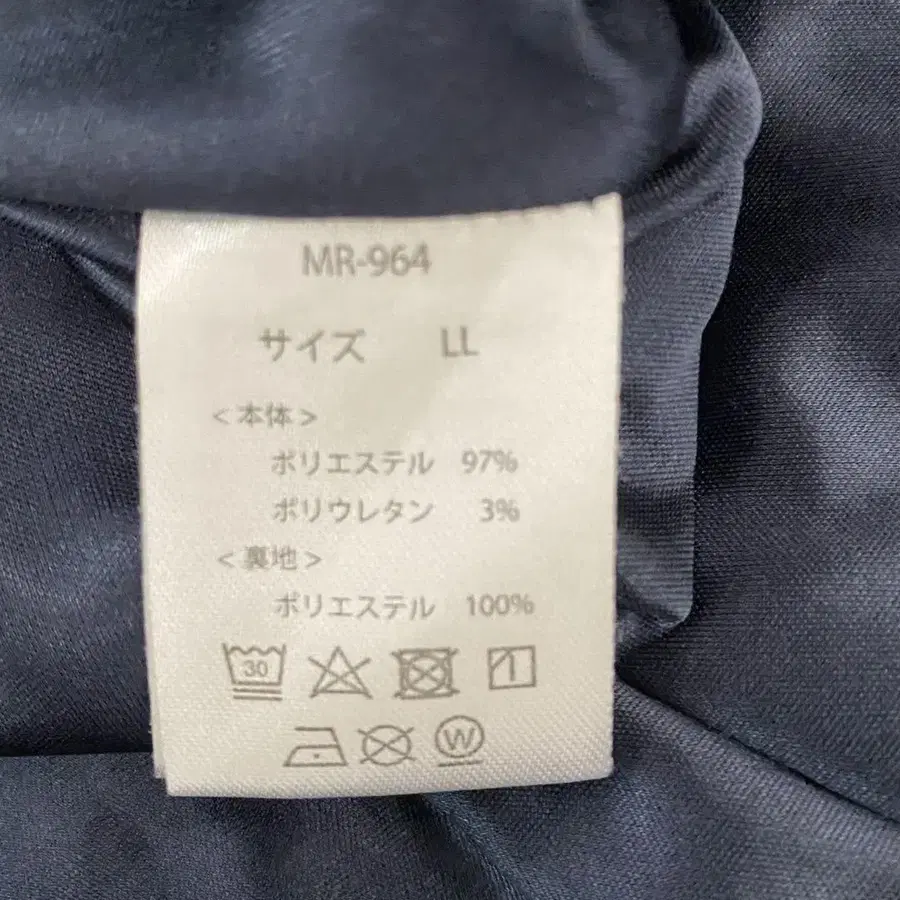 MR-964
サイズ LL
<本体>
ポリエステル 97%
ポリウレタン 3%
<裏地>
ポリエステル 100%
30
W